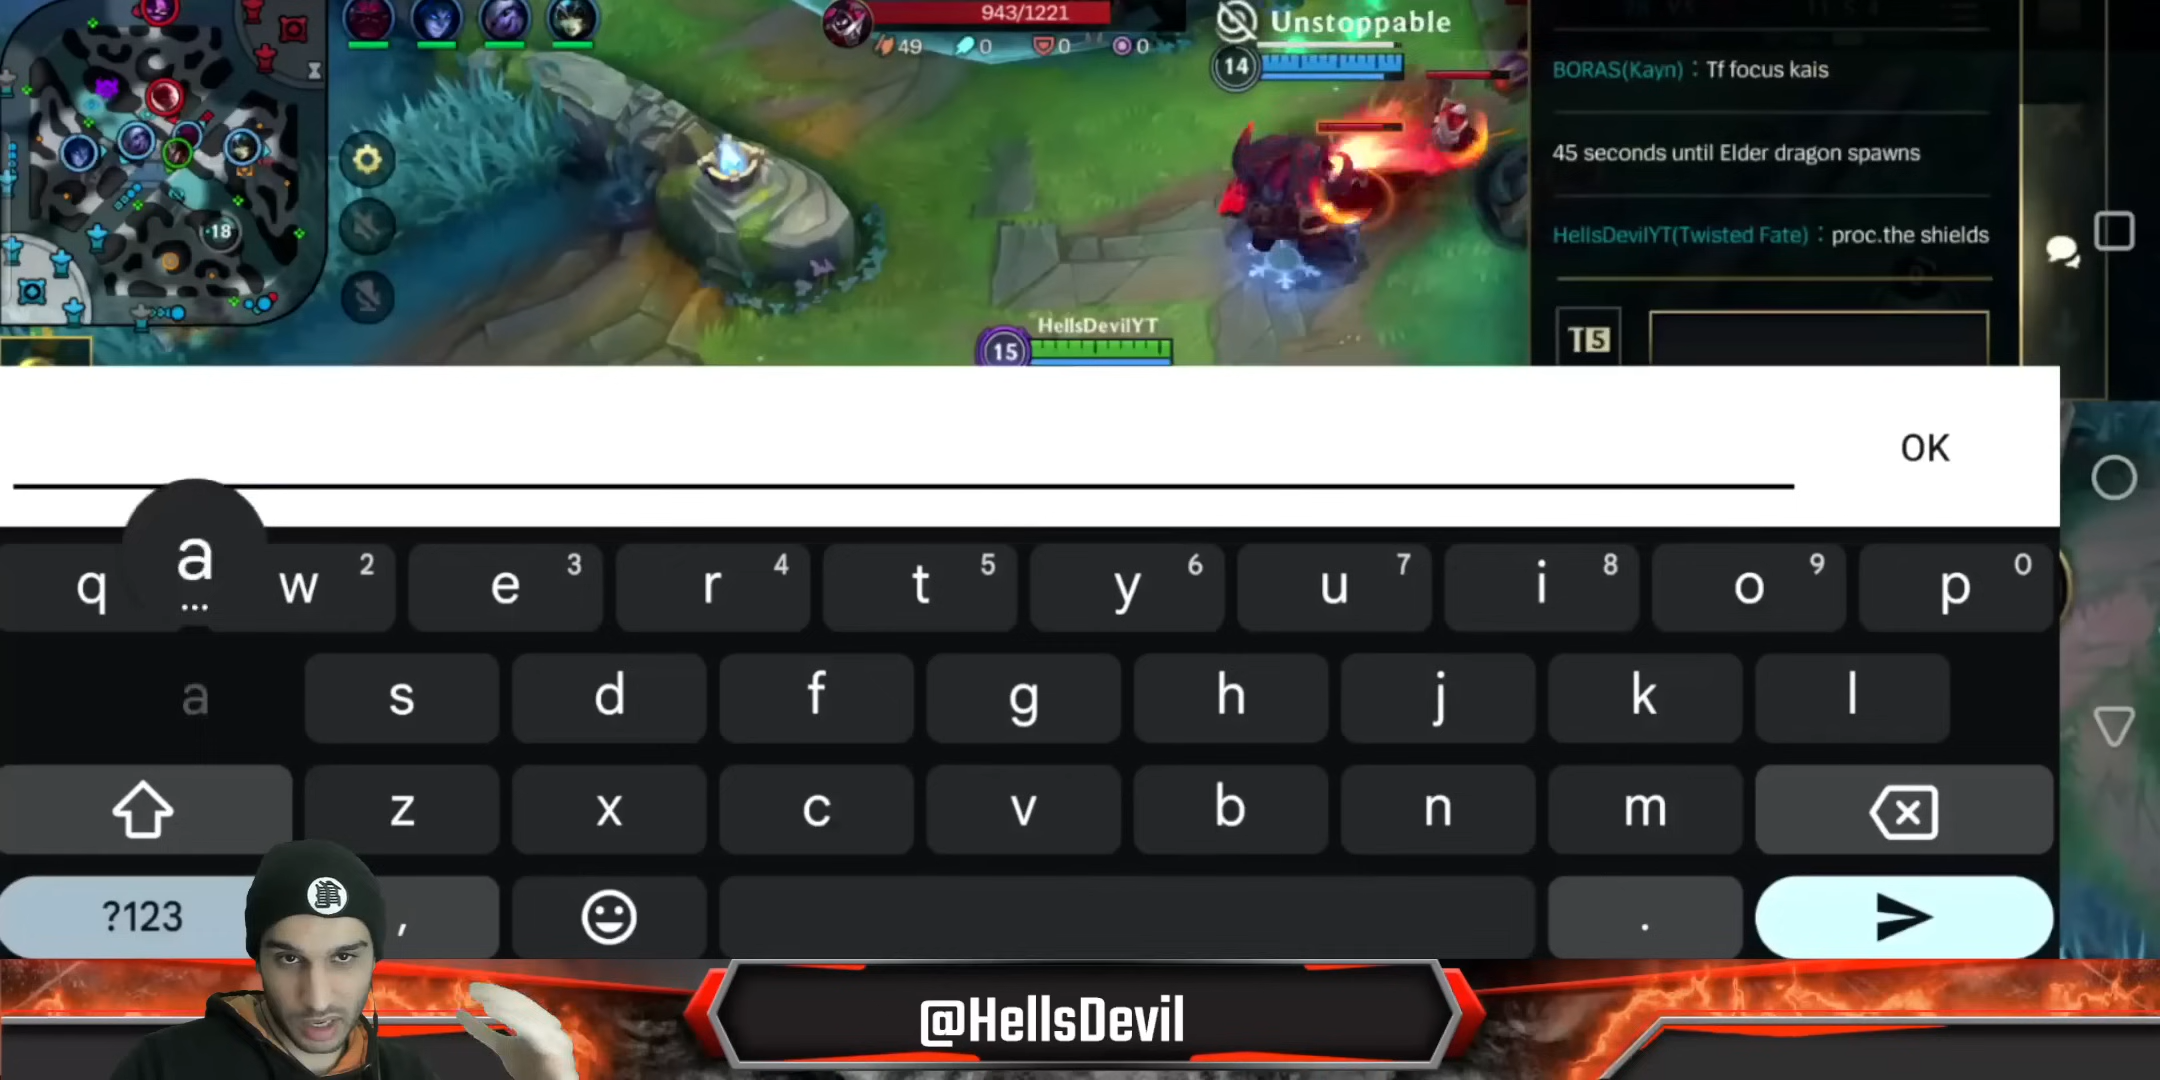 943/1221
49 0 0 0
Unstoppable
14
BORAS(Kayn) : Tf focus kais
45 seconds until Elder dragon spawns
HellsDevilYT(Twisted Fate) : proc.the shields
18
HellsDevilYT
15
T5
OK
a
...
q w 2 e 3 r 4 t 5 y 6 u 7 i 8 o 9 p 0
a s d f g h j k l
z x c v b n m
?123 , .
@HellsDevil